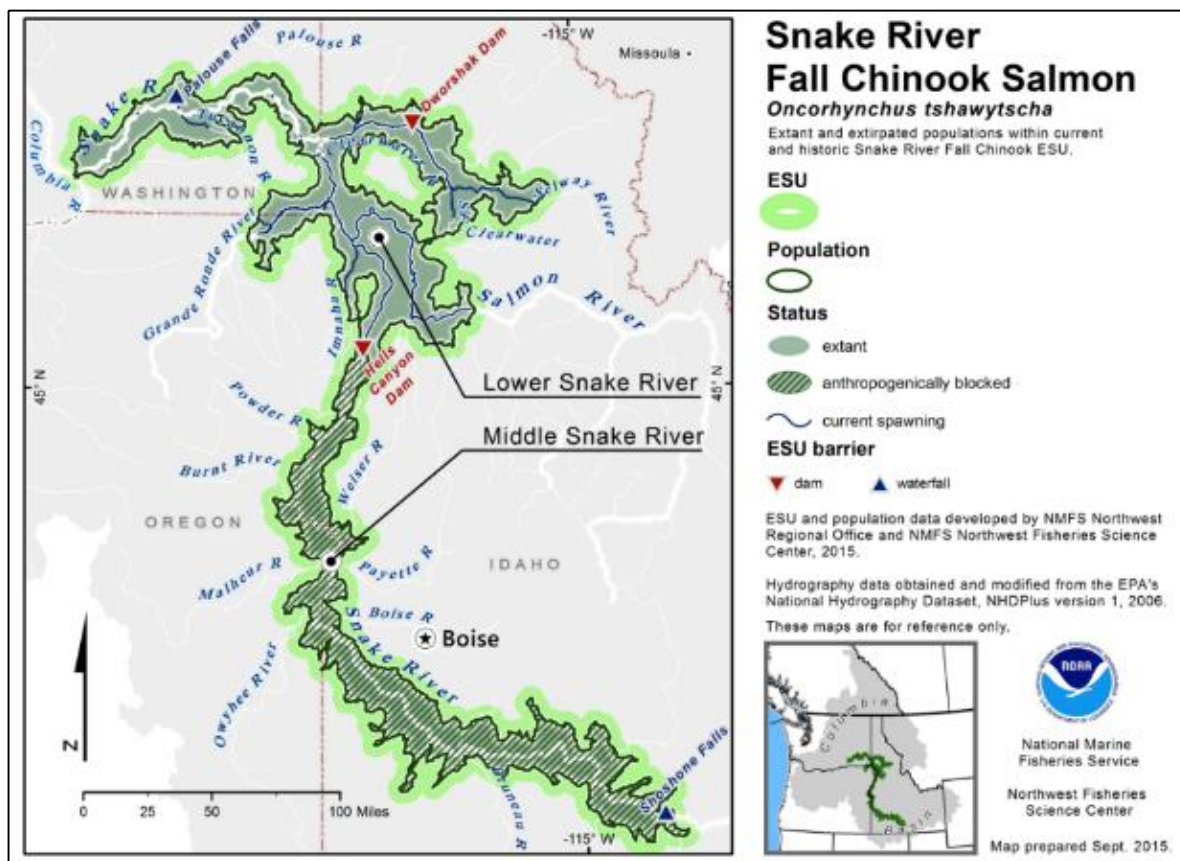 Snake River
Fall Chinook Salmon
Oncorhynchus tshawytscha
Extant and extirpated populations within current
and historic Snake River Fall Chinook ESU.
ESU
Population
Status
extant
anthropogenically blocked
current spawning
ESU barrier
dam
waterfall
ESU and population data developed by NMFS Northwest
Regional Office and NMFS Northwest Fisheries Science
Center, 2015.
Hydrography data obtained and modified from the EPA's
National Hydrography Dataset, NHDPlus version 1, 2006.
These maps are for reference only.
Columbia
Basin
NOAA
National Marine
Fisheries Service
Northwest Fisheries
Science Center
Map prepared Sept. 2015.
-115° W
Missoula
Palouse R
Palouse Falls
Snake R
Dworshak Dam
Tucannon R
Clearwater R
Columbia R
WASHINGTON
Selway River
Clearwater
Grande Ronde River
Imnaha R
Salmon River
Hells
Canyon
Dam
45° N
45° N
Lower Snake River
Powder R
Middle Snake River
Burnt River
Weiser R
OREGON
IDAHO
Malheur R
Payette R
Boise R
Boise
Snake River
Owyhee River
Bruneau R
Shoshone Falls
N
0 50 100 Miles
-115° W